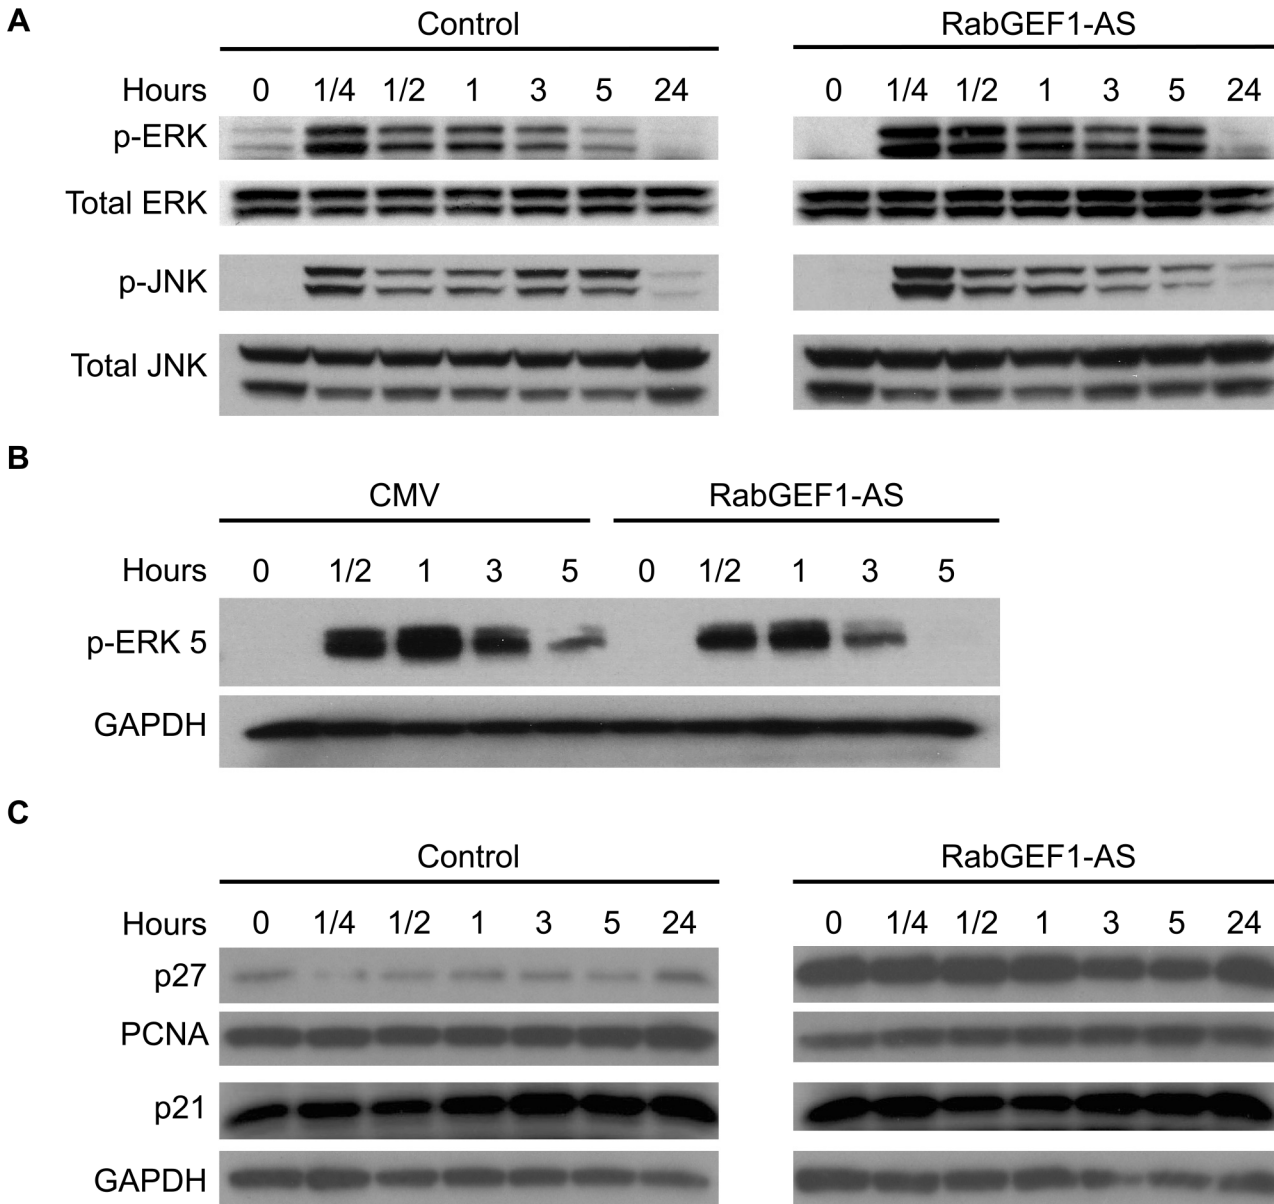 A
Control RabGEF1-AS
Hours 0 1/4 1/2 1 3 5 24 0 1/4 1/2 1 3 5 24
p-ERK
Total ERK
p-JNK
Total JNK
B
CMV RabGEF1-AS
Hours 0 1/2 1 3 5 0 1/2 1 3 5
p-ERK 5
GAPDH
C
Control RabGEF1-AS
Hours 0 1/4 1/2 1 3 5 24 0 1/4 1/2 1 3 5 24
p27
PCNA
p21
GAPDH